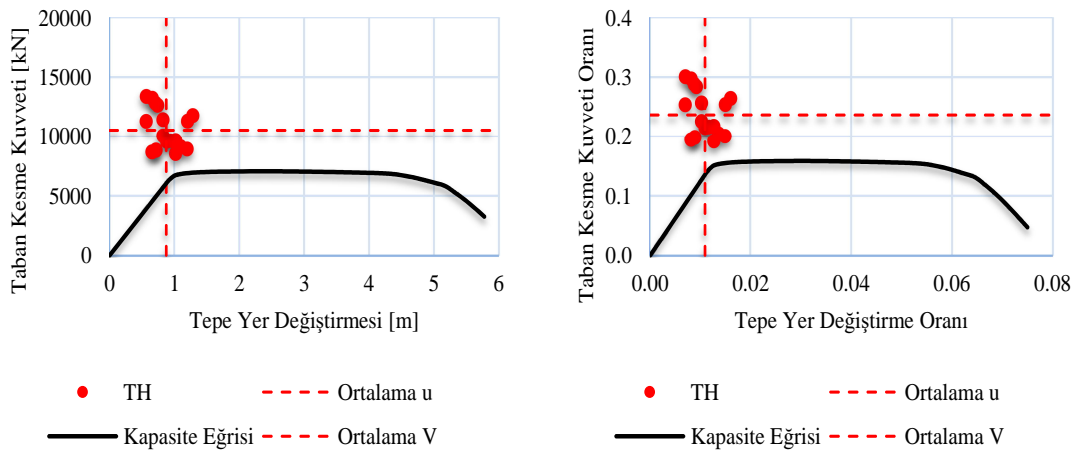 Taban Kesme Kuvveti [kN]
20000
15000
10000
5000
0
0 1 2 3 4 5 6
Tepe Yer Değiştirmesi [m]
TH
Ortalama u
Kapasite Eğrisi
Ortalama V
Taban Kesme Kuvveti Oranı
0.4
0.3
0.2
0.1
0.0
0.00 0.02 0.04 0.06 0.08
Tepe Yer Değiştirme Oranı
TH
Ortalama u
Kapasite Eğrisi
Ortalama V